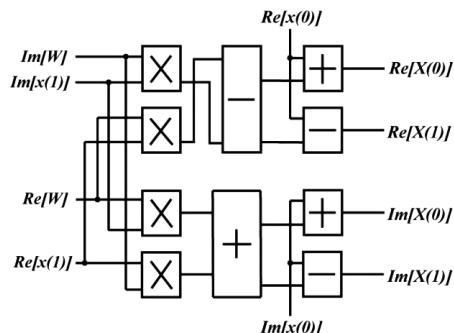 Re[x(0)]
Im[W]
Im[x(1)]
Re[X(0)]
Re[X(1)]
Re[W]
Im[X(0)]
Re[x(1)]
Im[X(1)]
Im[x(0)]